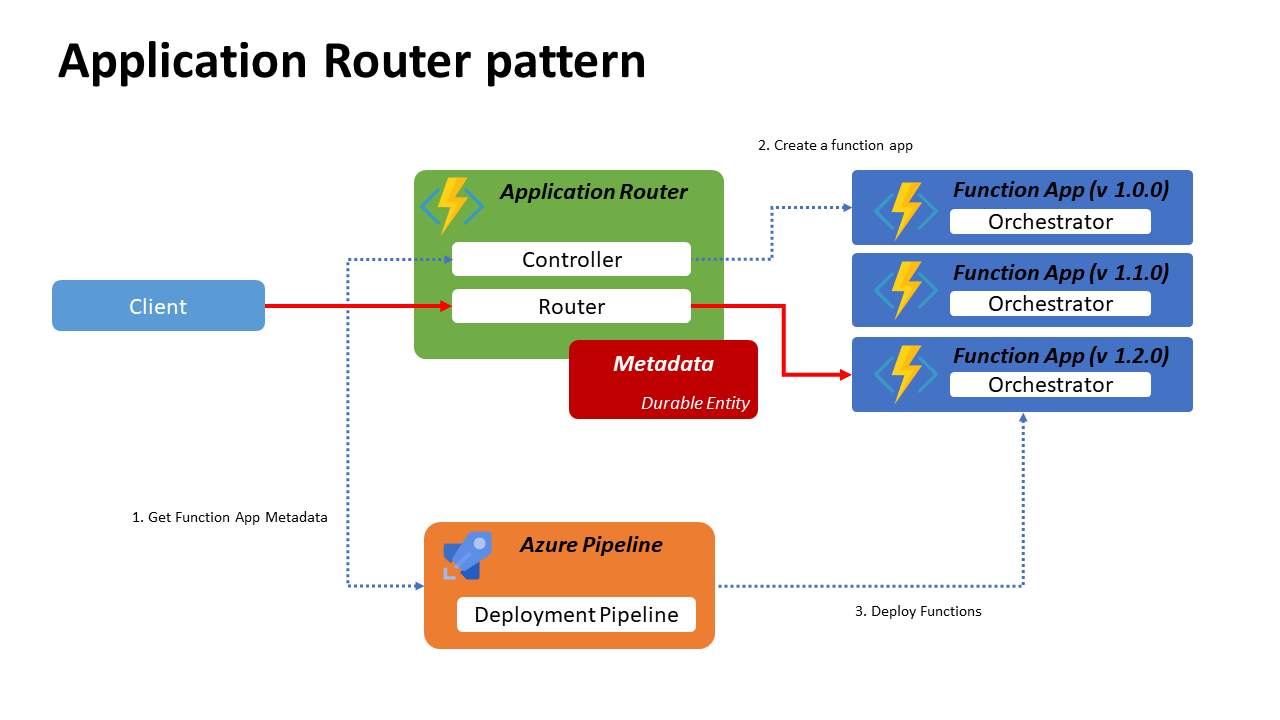 Application Router pattern
2. Create a function app
Application Router
Controller
Router
Metadata
Durable Entity
Client
Function App (v 1.0.0)
Orchestrator
Function App (v 1.1.0)
Orchestrator
Function App (v 1.2.0)
Orchestrator
1. Get Function App Metadata
Azure Pipeline
Deployment Pipeline
3. Deploy Functions